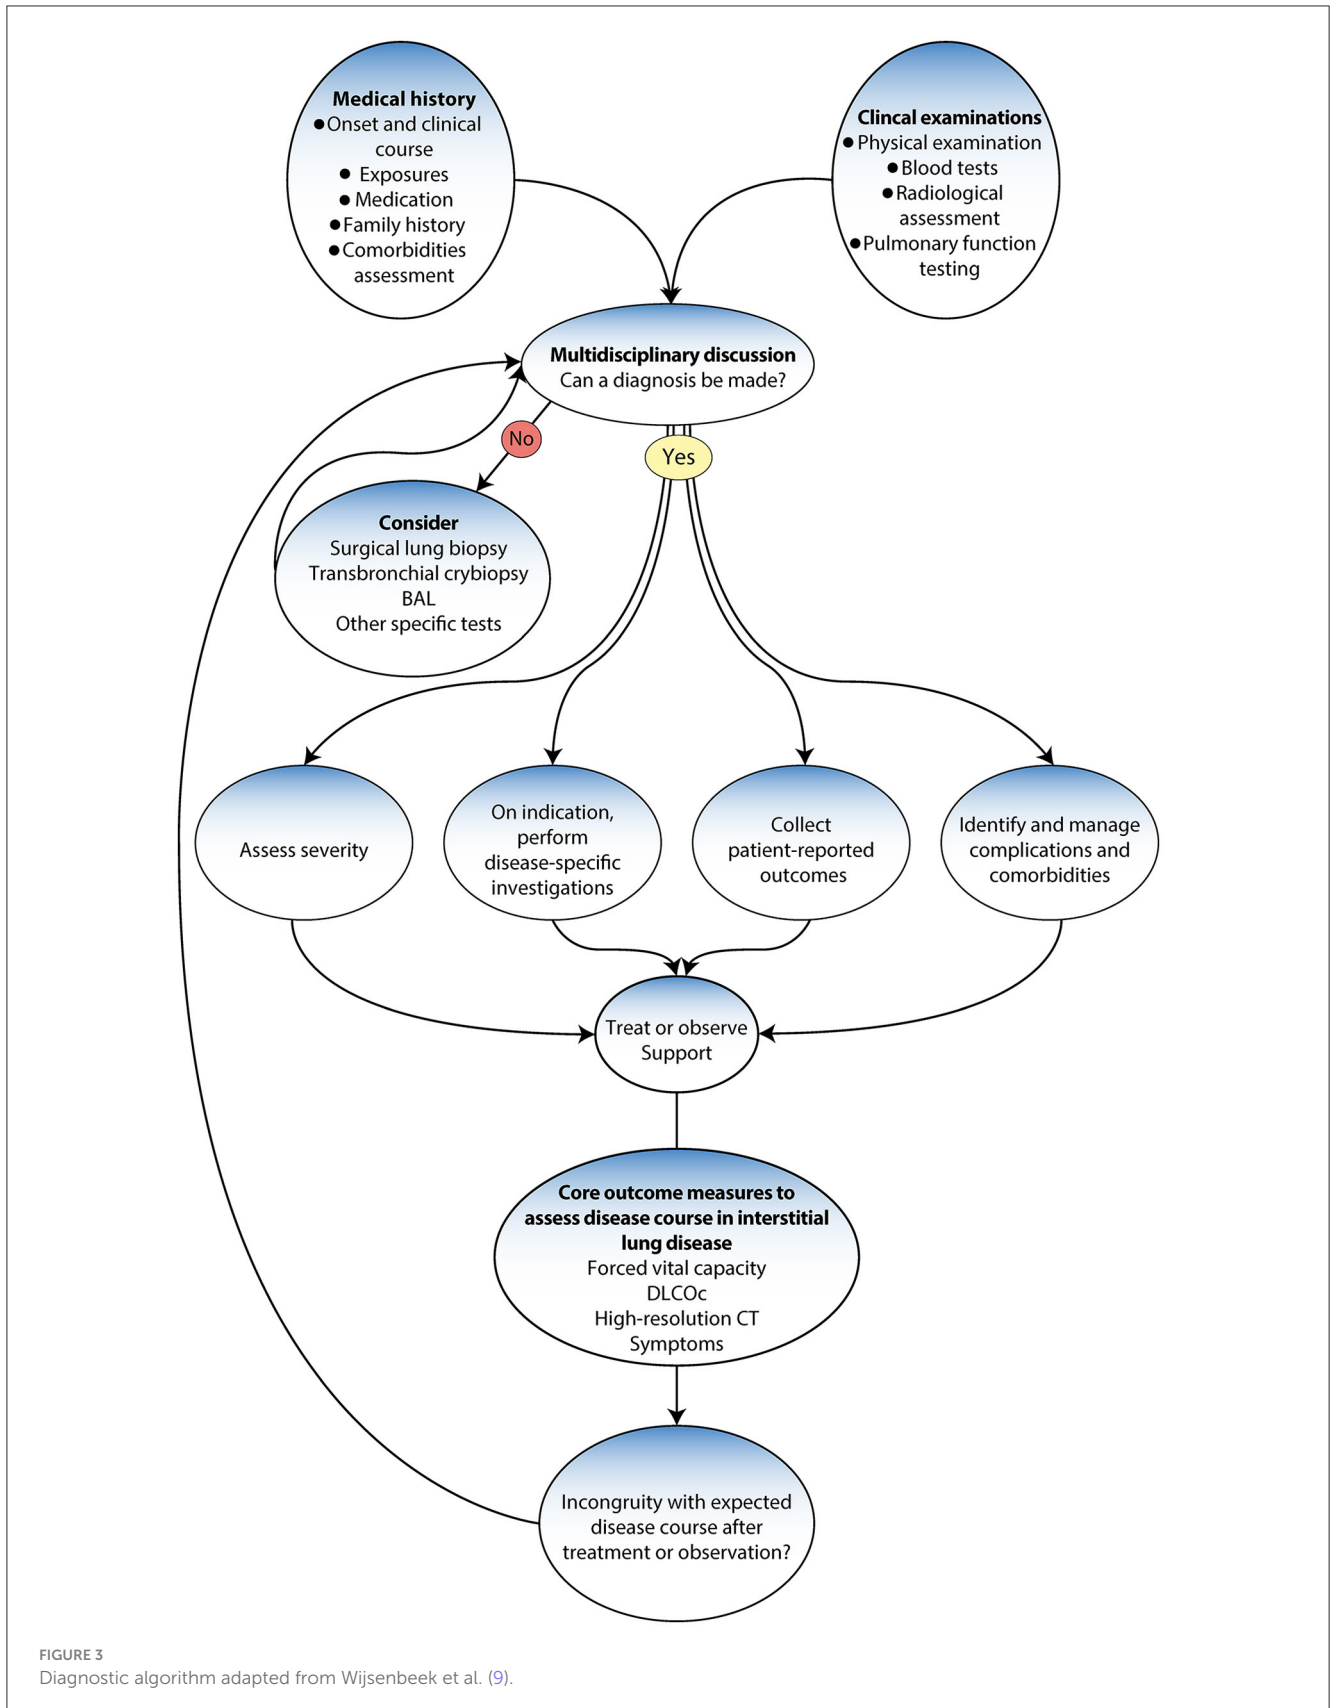 Medical history
●Onset and clinical
course
● Exposures
● Medication
●Family history
●Comorbidities
assessment
Clincal examinations
● Physical examination
●Blood tests
●Radiological
assessment
●Pulmonary function
testing
Multidisciplinary discussion
Can a diagnosis be made?
No
Yes
Consider
Surgical lung biopsy
Transbronchial crybiopsy
BAL
Other specific tests
Assess severity
On indication,
perform
disease-specific
investigations
Collect
patient-reported
outcomes
Identify and manage
complications and
comorbidities
Treat or observe
Support
Core outcome measures to
assess disease course in interstitial
lung disease
Forced vital capacity
DLCOc
High-resolution CT
Symptoms
Incongruity with expected
disease course after
treatment or observation?
FIGURE 3
Diagnostic algorithm adapted from Wijsenbeek et al. (9).